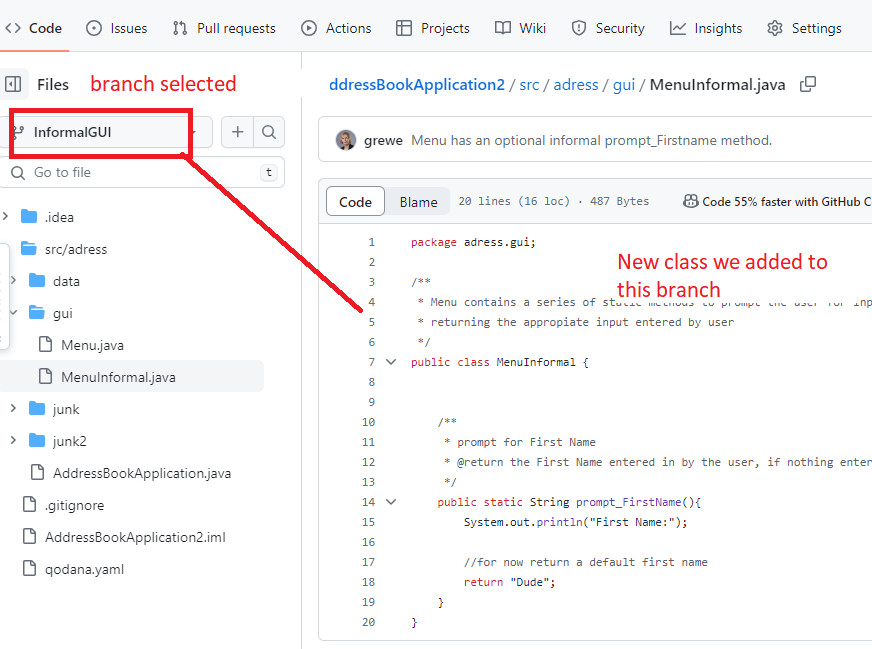 Code Issues Pull requests Actions Projects Wiki Security Insights Settings
Files branch selected
InformalGUI
Go to file t
.idea
src/adress
data
gui
Menu.java
MenuInformal.java
junk
junk2
AddressBookApplication.java
.gitignore
AddressBookApplication2.iml
qodana.yaml
ddressBookApplication2 / src / adress / gui / MenuInformal.java
grewe Menu has an optional informal prompt_Firstname method.
Code Blame 20 lines (16 loc) · 487 Bytes Code 55% faster with GitHub C
New class we added to
this branch
1 package adress.gui;
2
3 /**
4 * Menu contains a series of static methods to prompt the user for inp
5 * returning the appropiate input entered by user
6 */
7 public class MenuInformal {
8
9
10 /**
11 * prompt for First Name
12 * @return the First Name entered in by the user, if nothing enter
13 */
14 public static String prompt_FirstName(){
15 System.out.println("First Name:");
16
17 //for now return a default first name
18 return "Dude";
19 }
20 }